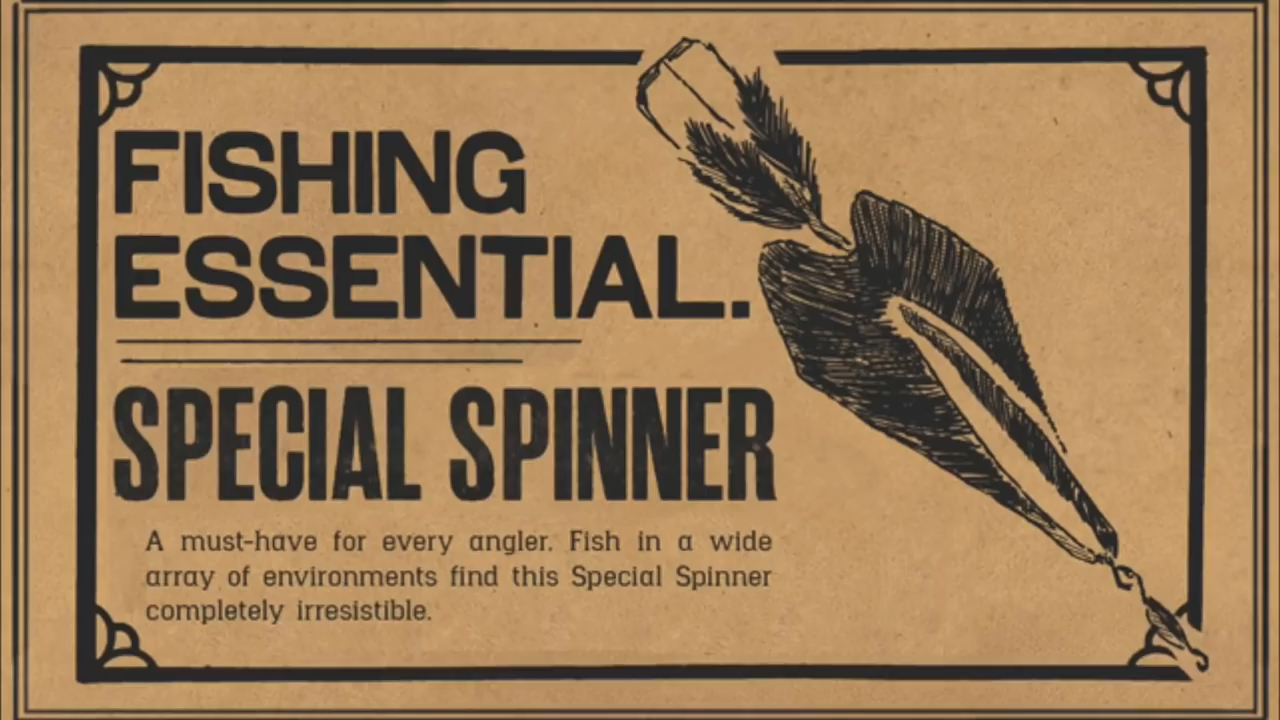 FISHING
ESSENTIAL.
SPECIAL SPINNER
A must-have for every angler. Fish in a wide
array of environments find this Special Spinner
completely irresistible.